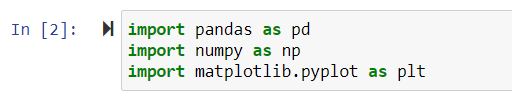 In [2]:
import pandas as pd
import numpy as np
import matplotlib.pyplot as plt